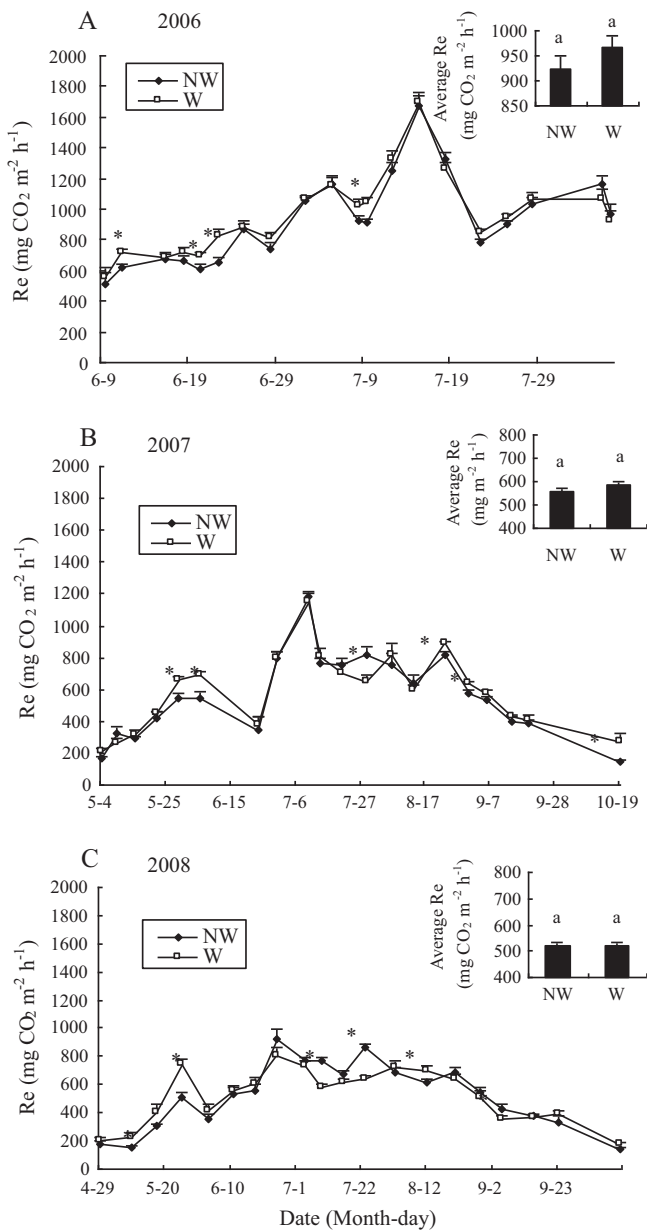 A 2006
NW
W
Re (mg CO2 m-2 h-1)
2000
1800
1600
1400
1200
1000
800
600
400
200
0
6-9 6-19 6-29 7-9 7-19 7-29
* * * *
Average Re
(mg CO2 m-2 h-1)
1000
950
900
850
a a
NW W
B 2007
NW
W
Re (mg CO2 m-2 h-1)
2000
1800
1600
1400
1200
1000
800
600
400
200
0
5-4 5-25 6-15 7-6 7-27 8-17 9-7 9-28 10-19
* * * * * *
Average Re
(mg m-2 h-1)
800
700
600
500
400
a a
NW W
C 2008
NW
W
Re (mg CO2 m-2 h-1)
2000
1800
1600
1400
1200
1000
800
600
400
200
0
4-29 5-20 6-10 7-1 7-22 8-12 9-2 9-23
* * * * *
Average Re
(mg CO2 m-2 h-1)
800
700
600
500
400
a a
NW W
Date (Month-day)